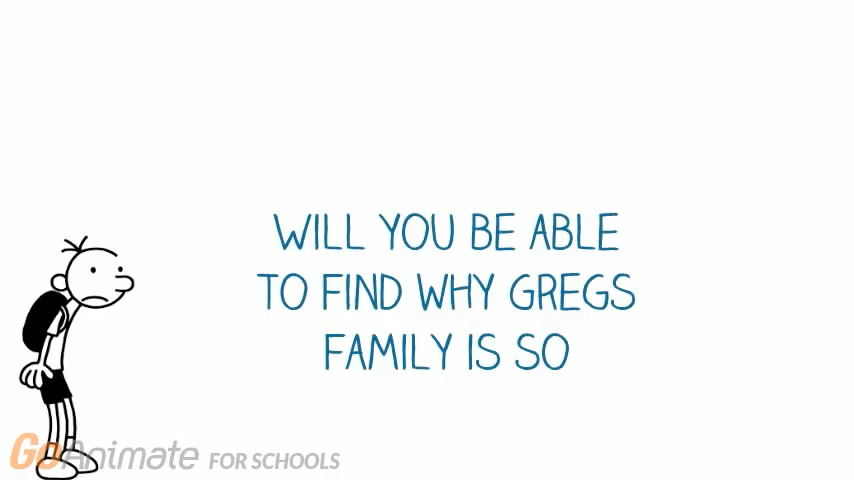 WILL YOU BE ABLE
TO FIND WHY GREGS
FAMILY IS SO
GoAnimate FOR SCHOOLS